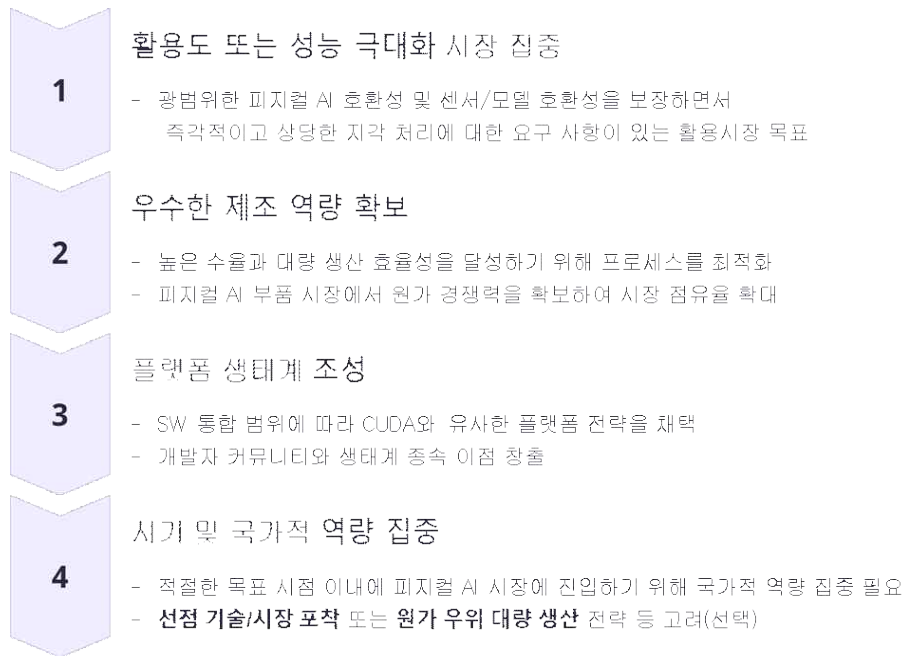 1
활용도 또는 성능 극대화 시장 집중
- 광범위한 피지컬 AI 호환성 및 센서/모델 호환성을 보장하면서
즉각적이고 상당한 지각 처리에 대한 요구 사항이 있는 활용시장 목표
2
우수한 제조 역량 확보
- 높은 수율과 대량 생산 효율성을 달성하기 위해 프로세스를 최적화
- 피지컬 AI 부품 시장에서 원가 경쟁력을 확보하여 시장 점유율 확대
3
플랫폼 생태계 조성
- SW 통합 범위에 따라 CUDA와 유사한 플랫폼 전략을 채택
- 개발자 커뮤니티와 생태계 종속 이점 창출
4
시기 및 국가적 역량 집중
- 적절한 목표 시점 이내에 피지컬 AI 시장에 진입하기 위해 국가적 역량 집중 필요
- 선점 기술/시장 포착 또는 원가 우위 대량 생산 전략 등 고려(선택)